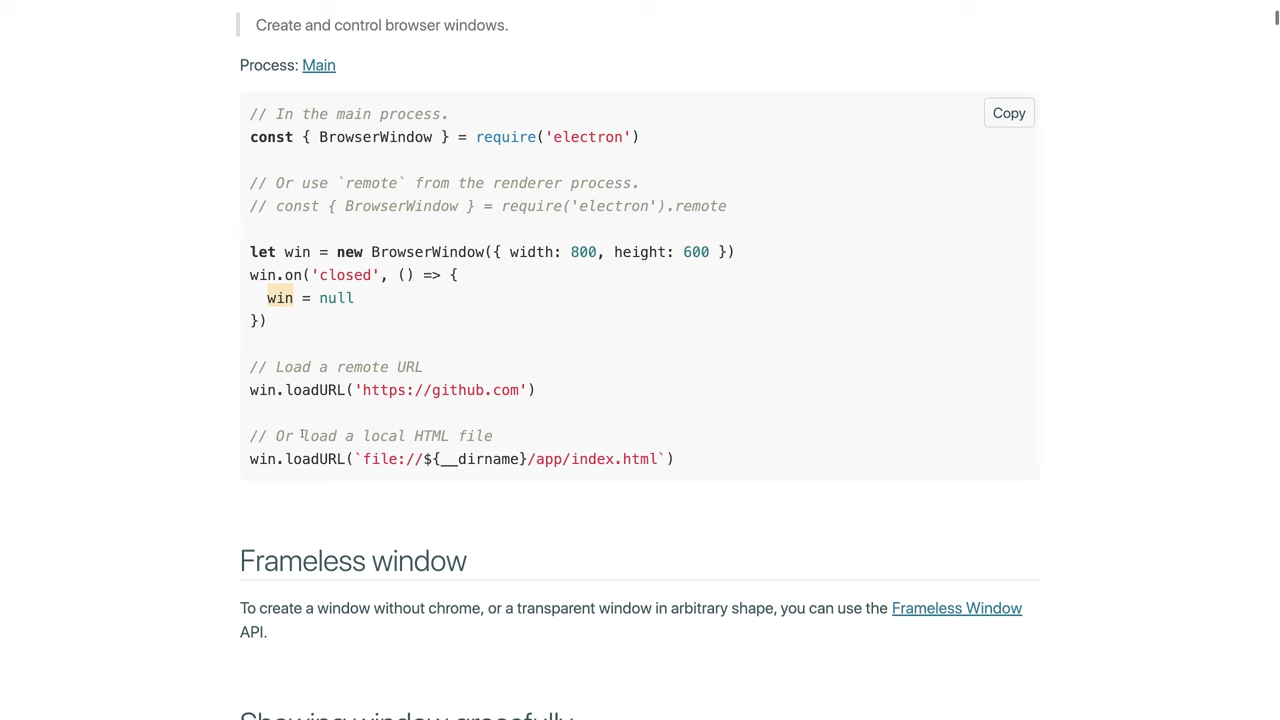 Create and control browser windows.
Process: Main
Copy
// In the main process.
const { BrowserWindow } = require('electron')
// Or use `remote` from the renderer process.
// const { BrowserWindow } = require('electron').remote
let win = new BrowserWindow({ width: 800, height: 600 })
win.on('closed', () => {
  win = null
})
// Load a remote URL
win.loadURL('https://github.com')
// Or load a local HTML file
win.loadURL(`file://${__dirname}/app/index.html`)
Frameless window
To create a window without chrome, or a transparent window in arbitrary shape, you can use the Frameless Window
API.
Showing window gracefully